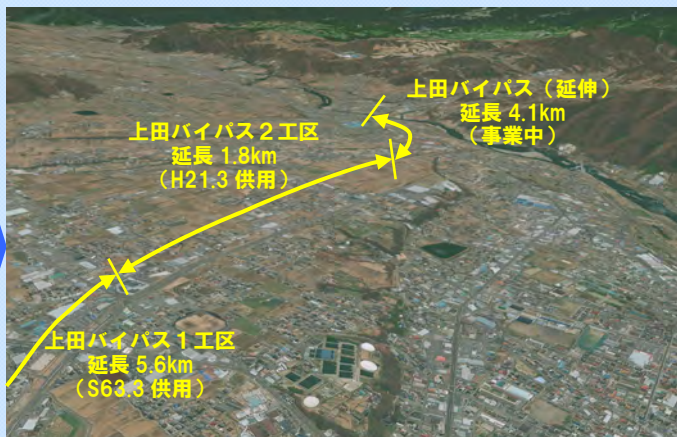 上田バイパス（延伸）
延長 4.1km
（事業中）
上田バイパス２工区
延長 1.8km
（H21.3 供用）
上田バイパス１工区
延長 5.6km
（S63.3 供用）